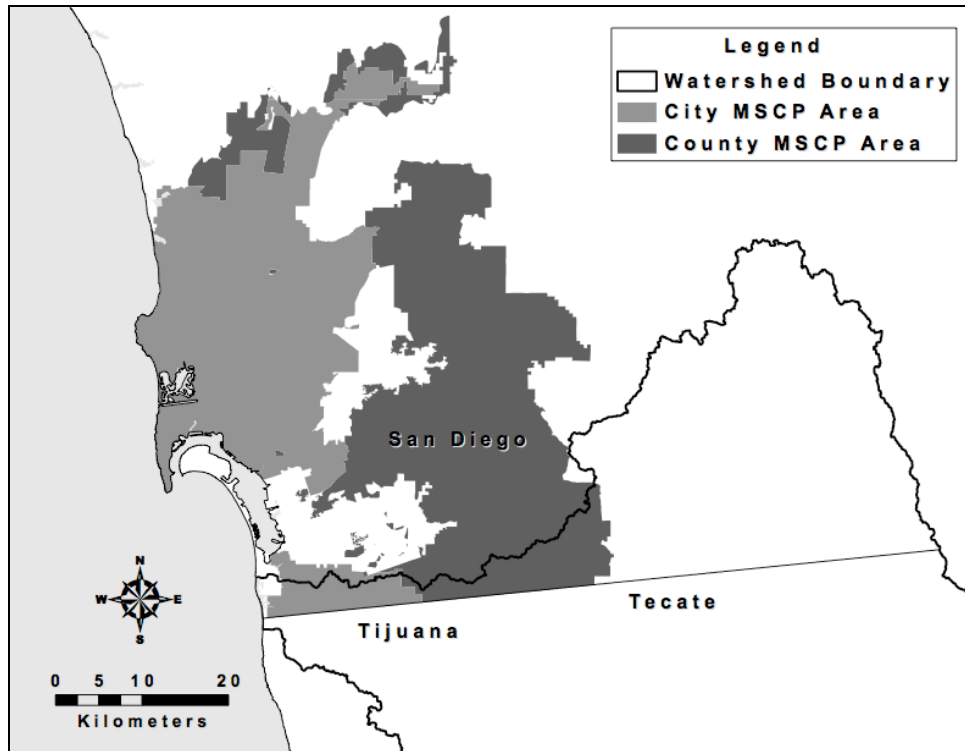 Legend
Watershed Boundary
City MSCP Area
County MSCP Area
San Diego
N
W E
S
Tecate
Tijuana
0 5 10 20
Kilometers